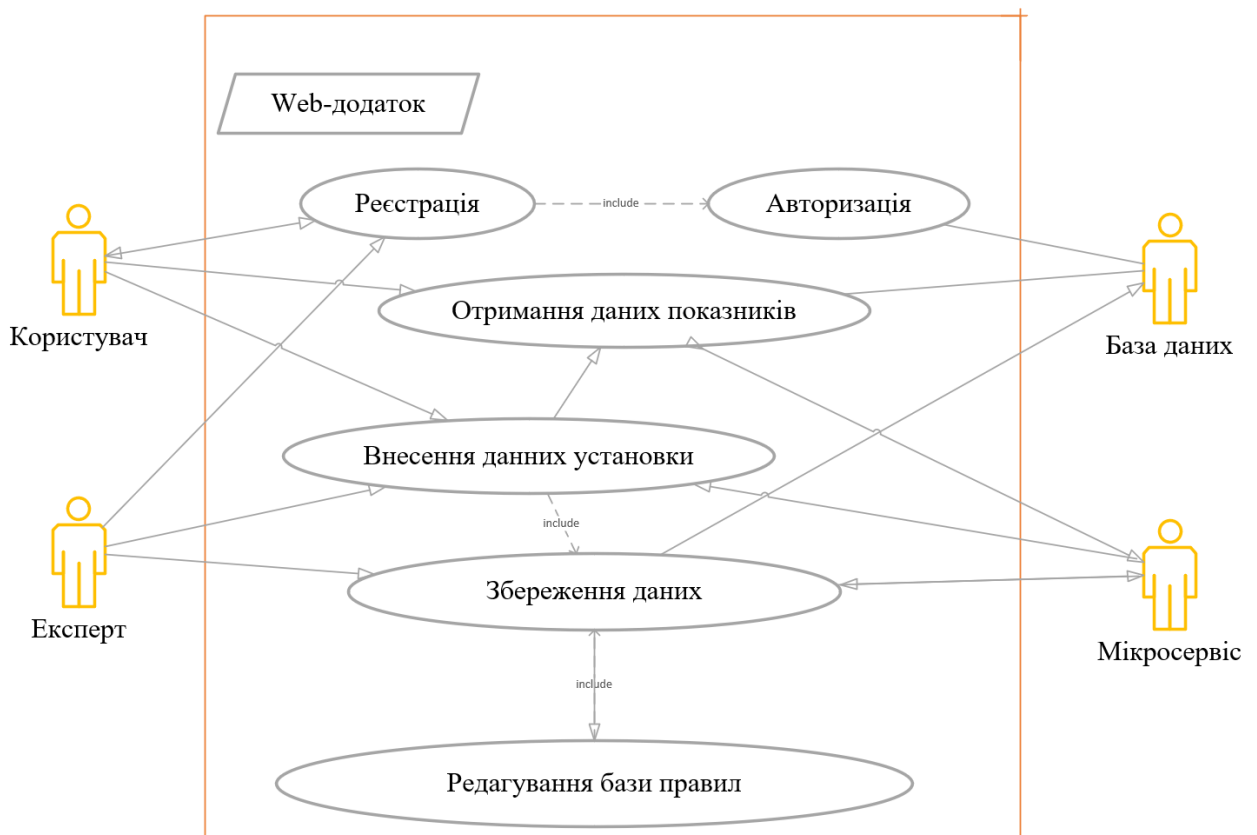 Web-додаток
Реєстрація
include
Авторизація
Користувач
Отримання даних показників
База даних
Внесення данних установки
include
Експерт
Збереження даних
Мікросервіс
include
Редагування бази правил